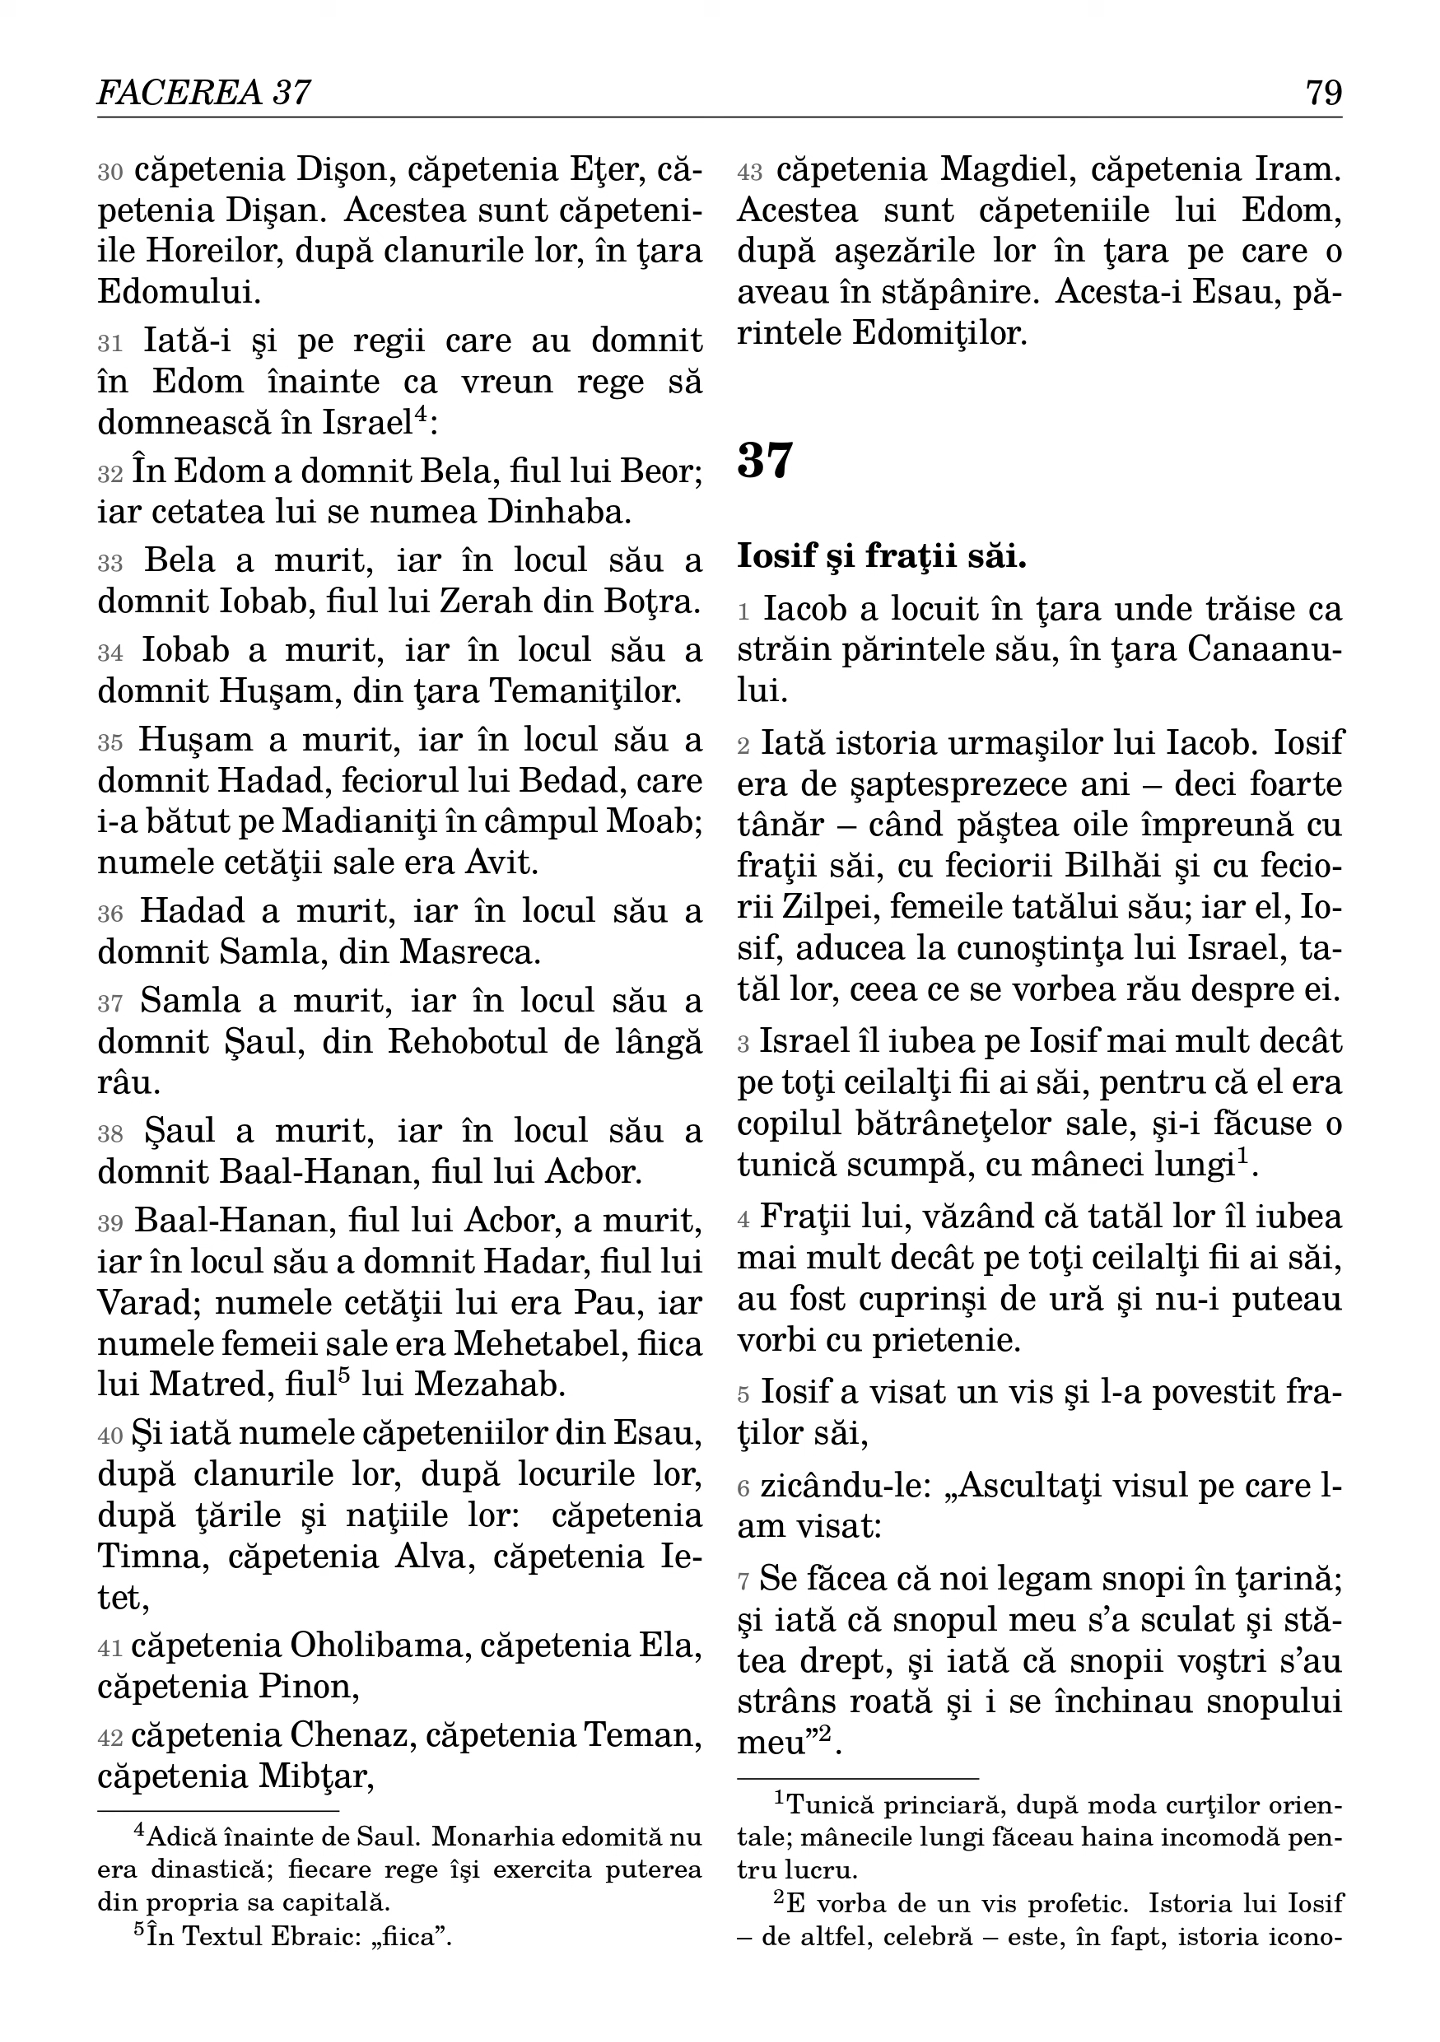 FACEREA 37 79
30 căpetenia Dişon, căpetenia Eţer, că-
petenia Dişan. Acestea sunt căpeteni-
ile Horeilor, după clanurile lor, în ţara
Edomului.
31 Iată-i şi pe regii care au domnit
în Edom înainte ca vreun rege să
domnească în Israel⁴:
32 În Edom a domnit Bela, fiul lui Beor;
iar cetatea lui se numea Dinhaba.
33 Bela a murit, iar în locul său a
domnit Iobab, fiul lui Zerah din Boţra.
34 Iobab a murit, iar în locul său a
domnit Huşam, din ţara Temaniţilor.
35 Huşam a murit, iar în locul său a
domnit Hadad, feciorul lui Bedad, care
i-a bătut pe Madianiţi în câmpul Moab;
numele cetăţii sale era Avit.
36 Hadad a murit, iar în locul său a
domnit Samla, din Masreca.
37 Samla a murit, iar în locul său a
domnit Şaul, din Rehobotul de lângă
râu.
38 Şaul a murit, iar în locul său a
domnit Baal-Hanan, fiul lui Acbor.
39 Baal-Hanan, fiul lui Acbor, a murit,
iar în locul său a domnit Hadar, fiul lui
Varad; numele cetăţii lui era Pau, iar
numele femeii sale era Mehetabel, fiica
lui Matred, fiul⁵ lui Mezahab.
40 Şi iată numele căpeteniilor din Esau,
după clanurile lor, după locurile lor,
după ţările şi naţiile lor: căpetenia
Timna, căpetenia Alva, căpetenia Ie-
tet,
41 căpetenia Oholibama, căpetenia Ela,
căpetenia Pinon,
42 căpetenia Chenaz, căpetenia Teman,
căpetenia Mibţar,
⁴Adică înainte de Saul. Monarhia edomită nu
era dinastică; fiecare rege îşi exercita puterea
din propria sa capitală.
⁵În Textul Ebraic: „fiica”.
43 căpetenia Magdiel, căpetenia Iram.
Acestea sunt căpeteniile lui Edom,
după aşezările lor în ţara pe care o
aveau în stăpânire. Acesta-i Esau, pă-
rintele Edomiţilor.
37
Iosif şi fraţii săi.
1 Iacob a locuit în ţara unde trăise ca
străin părintele său, în ţara Canaanu-
lui.
2 Iată istoria urmaşilor lui Iacob. Iosif
era de şaptesprezece ani – deci foarte
tânăr – când păştea oile împreună cu
fraţii săi, cu feciorii Bilhăi şi cu fecio-
rii Zilpei, femeile tatălui său; iar el, Io-
sif, aducea la cunoştinţa lui Israel, ta-
tăl lor, ceea ce se vorbea rău despre ei.
3 Israel îl iubea pe Iosif mai mult decât
pe toţi ceilalţi fii ai săi, pentru că el era
copilul bătrâneţelor sale, şi-i făcuse o
tunică scumpă, cu mâneci lungi¹.
4 Fraţii lui, văzând că tatăl lor îl iubea
mai mult decât pe toţi ceilalţi fii ai săi,
au fost cuprinşi de ură şi nu-i puteau
vorbi cu prietenie.
5 Iosif a visat un vis şi l-a povestit fra-
ţilor săi,
6 zicându-le: „Ascultaţi visul pe care l-
am visat:
7 Se făcea că noi legam snopi în ţarină;
şi iată că snopul meu s’a sculat şi stă-
tea drept, şi iată că snopii voştri s’au
strâns roată şi i se închinau snopului
meu”².
¹Tunică princiară, după moda curţilor orien-
tale; mânecile lungi făceau haina incomodă pen-
tru lucru.
²E vorba de un vis profetic. Istoria lui Iosif
– de altfel, celebră – este, în fapt, istoria icono-